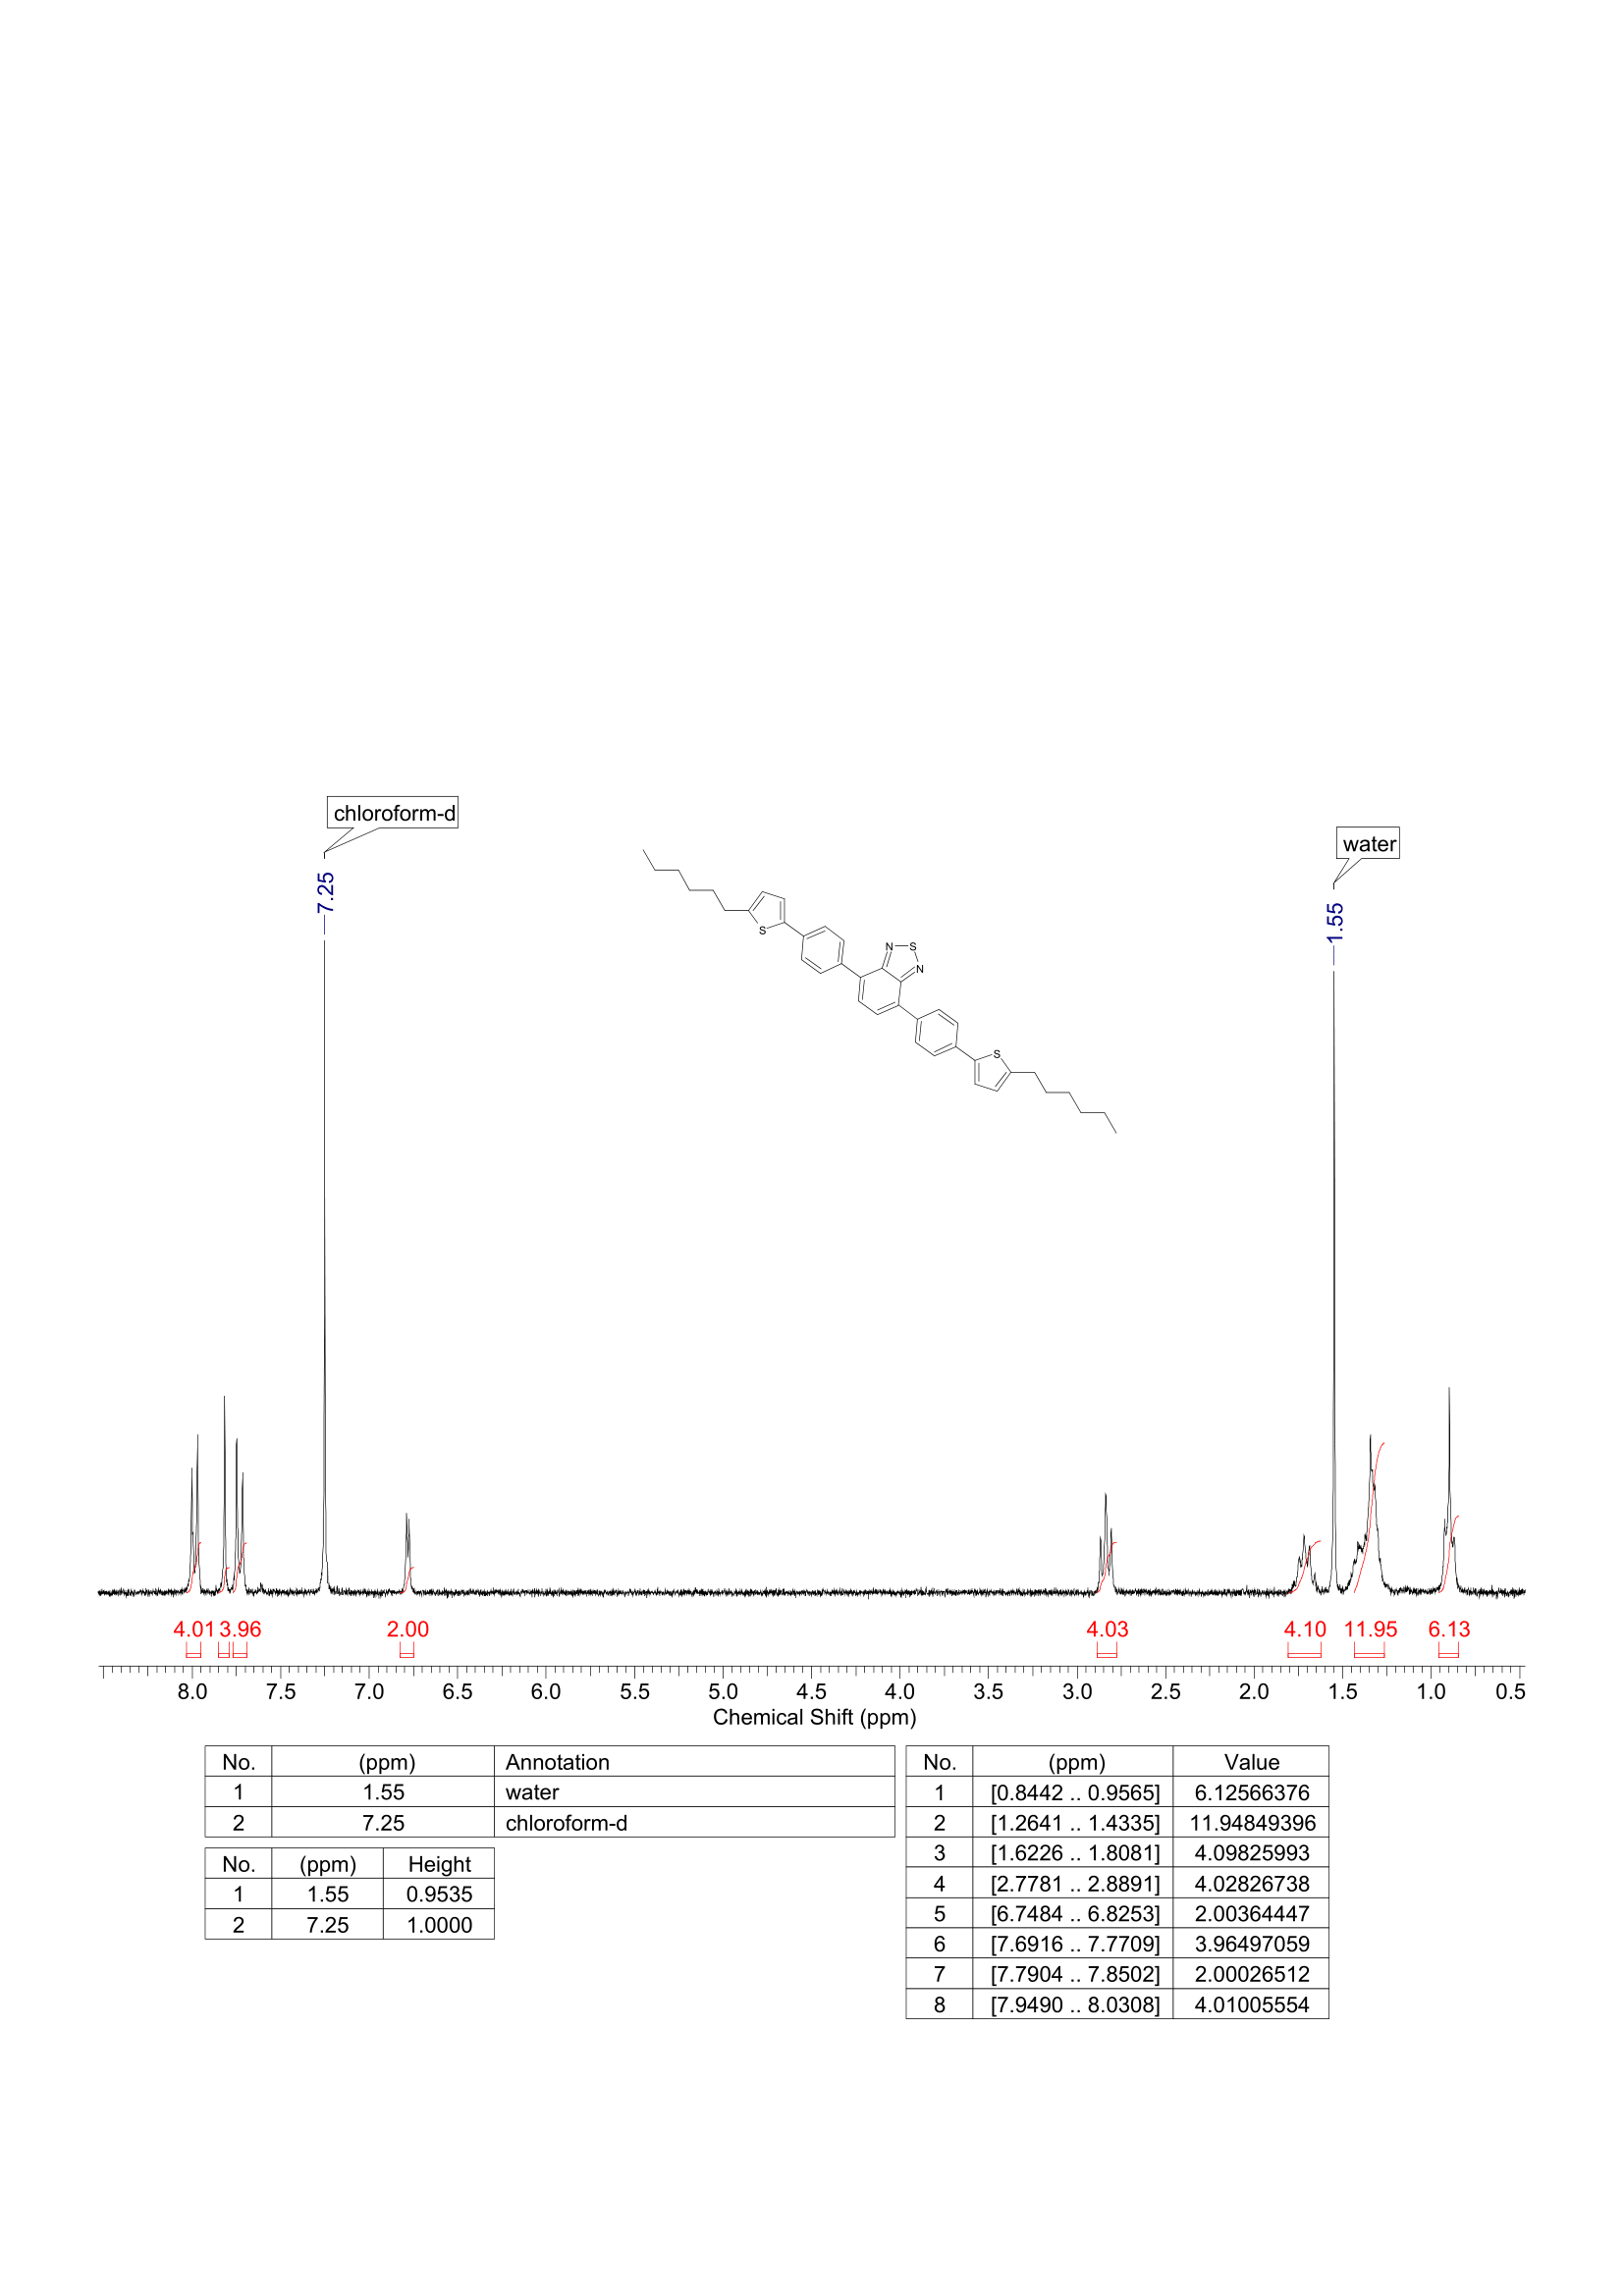 chloroform-d
water
7.25
1.55
S
N S
N
S
4.01 3.96 2.00 4.03 4.10 11.95 6.13
8.0 7.5 7.0 6.5 6.0 5.5 5.0 4.5 4.0 3.5 3.0 2.5 2.0 1.5 1.0 0.5
Chemical Shift (ppm)
No. (ppm) Annotation
1 1.55 water
2 7.25 chloroform-d
No. (ppm) Height
1 1.55 0.9535
2 7.25 1.0000
No. (ppm) Value
1 [0.8442 .. 0.9565] 6.12566376
2 [1.2641 .. 1.4335] 11.94849396
3 [1.6226 .. 1.8081] 4.09825993
4 [2.7781 .. 2.8891] 4.02826738
5 [6.7484 .. 6.8253] 2.00364447
6 [7.6916 .. 7.7709] 3.96497059
7 [7.7904 .. 7.8502] 2.00026512
8 [7.9490 .. 8.0308] 4.01005554